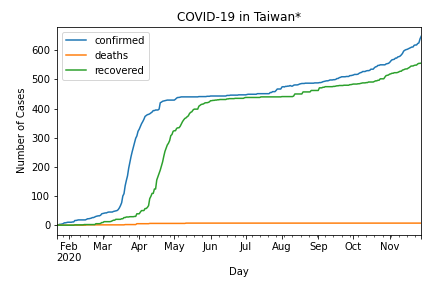 COVID-19 in Taiwan*
confirmed
deaths
recovered
Number of Cases
600
500
400
300
200
100
0
Feb Mar Apr May Jun Jul Aug Sep Oct Nov
2020
Day